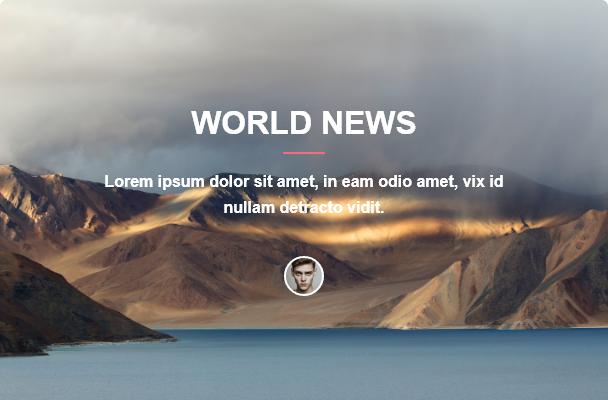 WORLD NEWS
Lorem ipsum dolor sit amet, in eam odio amet, vix id
nullam detracto vidit.